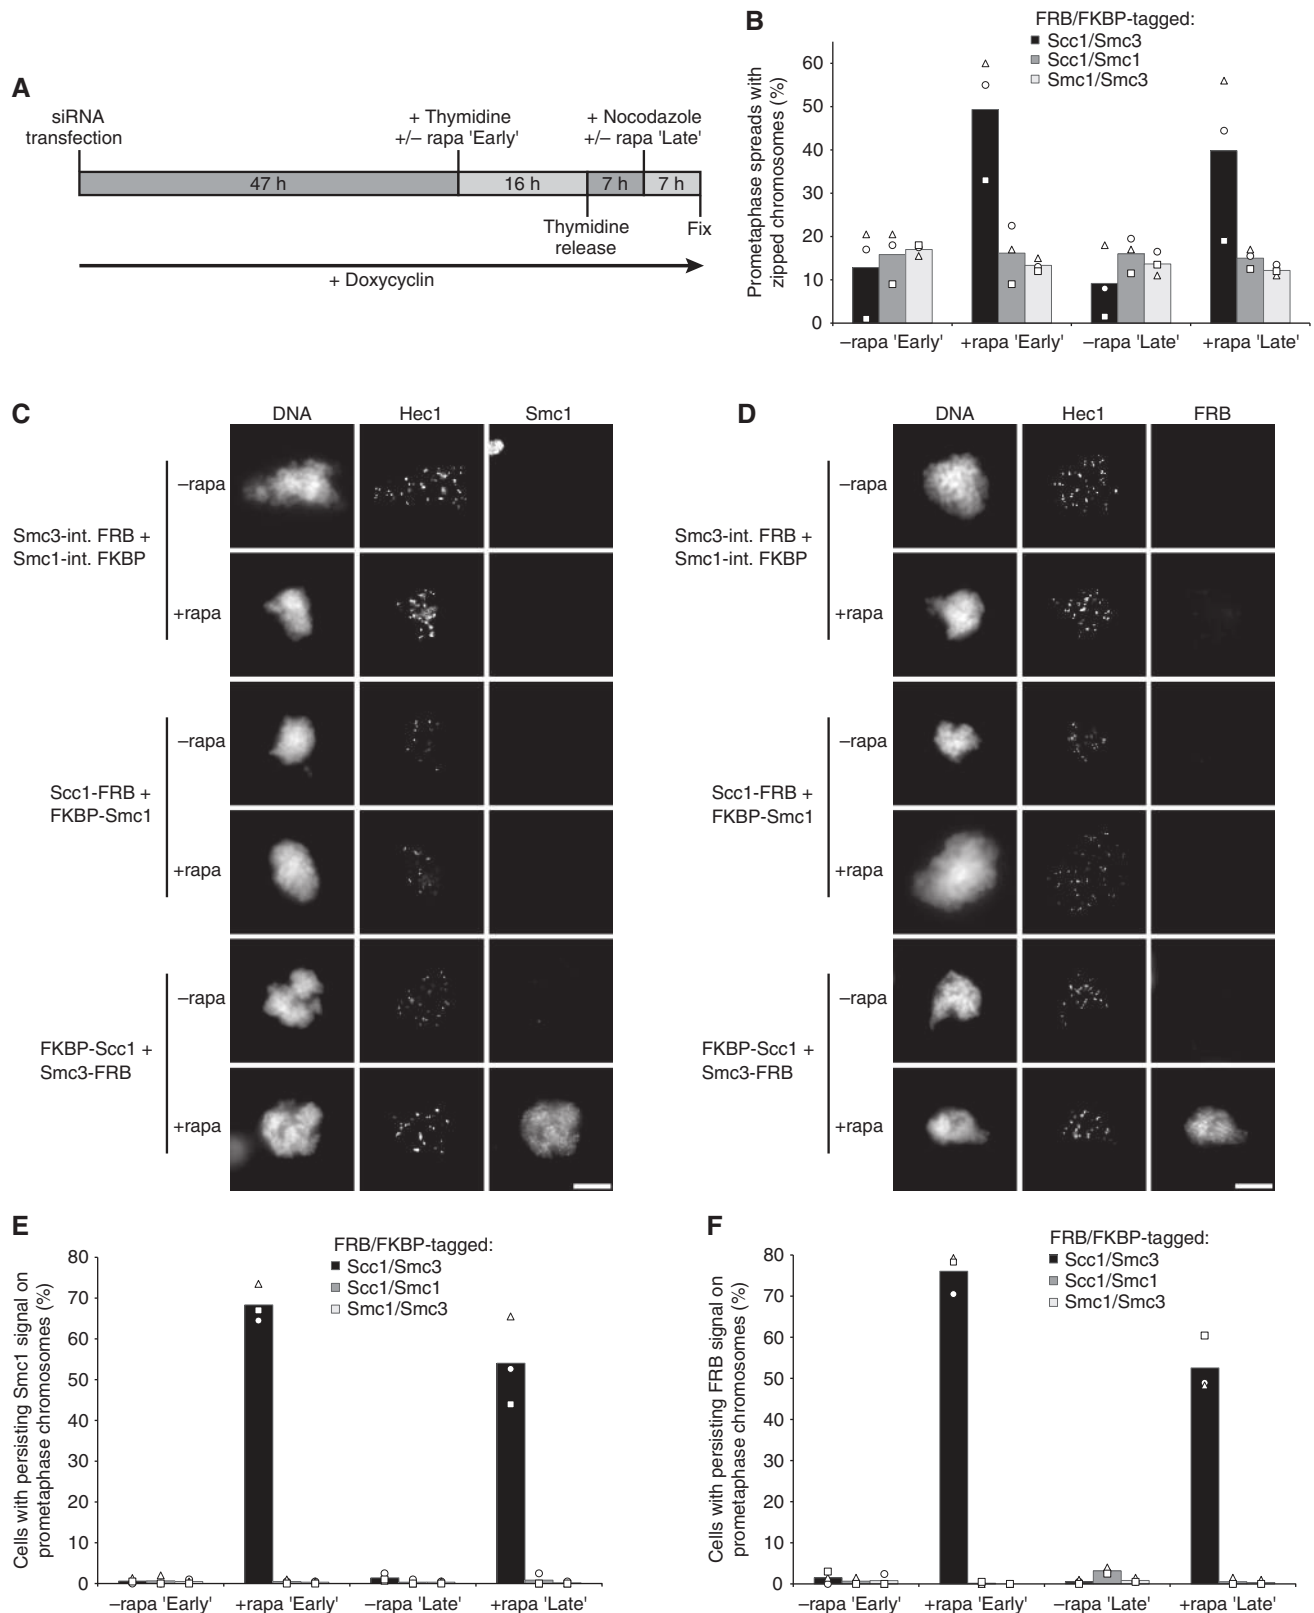 A
siRNA
transfection
+ Thymidine
+/– rapa 'Early'
+ Nocodazole
+/– rapa 'Late'
47 h
16 h
7 h
7 h
Thymidine
release
Fix
+ Doxycyclin
B
FRB/FKBP-tagged:
Scc1/Smc3
Scc1/Smc1
Smc1/Smc3
Prometaphase spreads with
zipped chromosomes (%)
60
50
40
30
20
10
0
–rapa 'Early'
+rapa 'Early'
–rapa 'Late'
+rapa 'Late'
C
DNA
Hec1
Smc1
Smc3-int. FRB +
Smc1-int. FKBP
–rapa
+rapa
Scc1-FRB +
FKBP-Smc1
–rapa
+rapa
FKBP-Scc1 +
Smc3-FRB
–rapa
+rapa
D
DNA
Hec1
FRB
Smc3-int. FRB +
Smc1-int. FKBP
–rapa
+rapa
Scc1-FRB +
FKBP-Smc1
–rapa
+rapa
FKBP-Scc1 +
Smc3-FRB
–rapa
+rapa
E
FRB/FKBP-tagged:
Scc1/Smc3
Scc1/Smc1
Smc1/Smc3
Cells with persisting Smc1 signal on
prometaphase chromosomes (%)
80
70
60
50
40
30
20
10
0
–rapa 'Early'
+rapa 'Early'
–rapa 'Late'
+rapa 'Late'
F
FRB/FKBP-tagged:
Scc1/Smc3
Scc1/Smc1
Smc1/Smc3
Cells with persisting FRB signal on
prometaphase chromosomes (%)
80
70
60
50
40
30
20
10
0
–rapa 'Early'
+rapa 'Early'
–rapa 'Late'
+rapa 'Late'